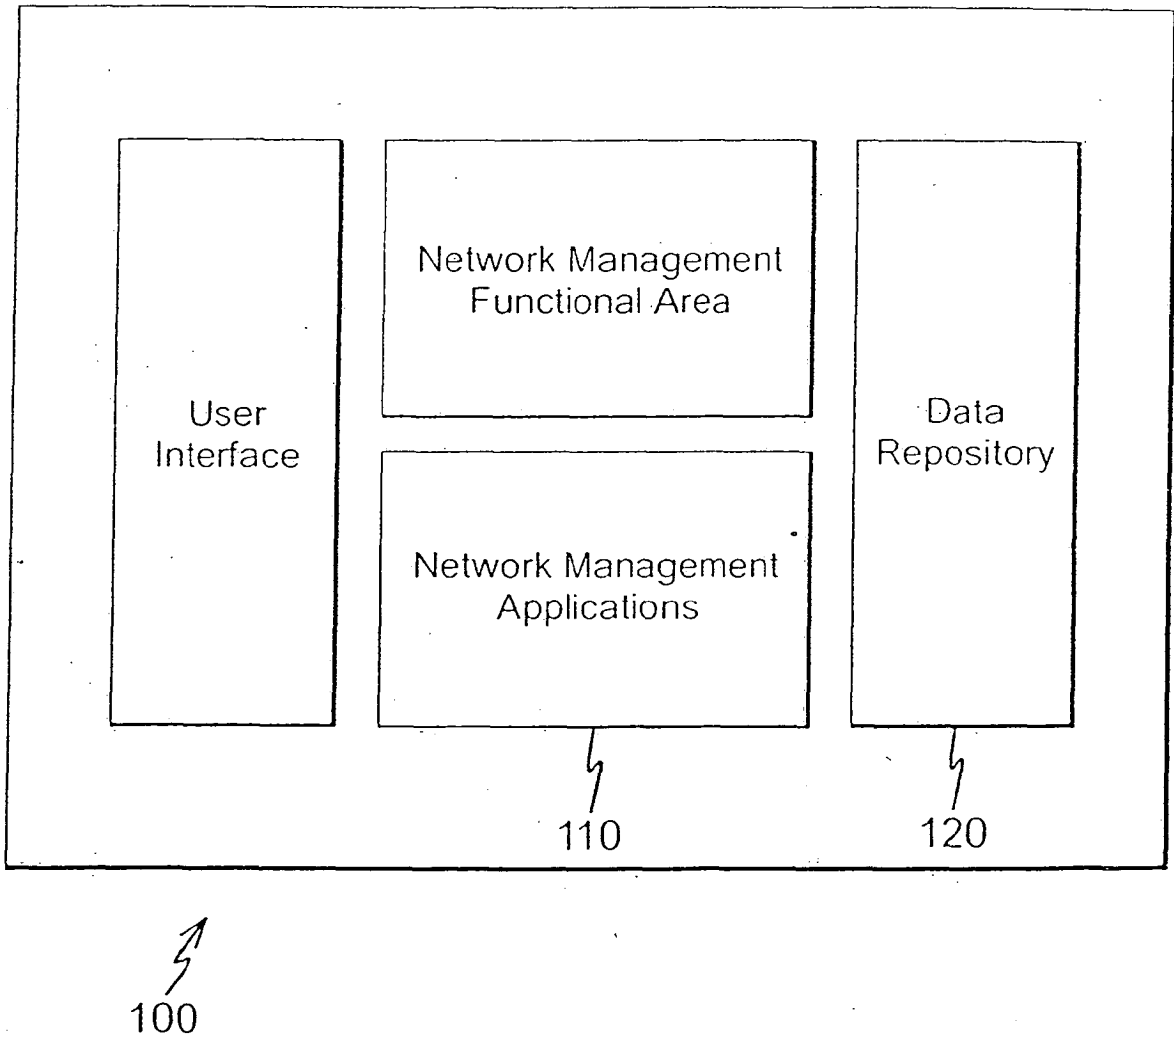 Network Management
Functional Area
User
Interface
Data
Repository
Network Management
Applications
110
120
100